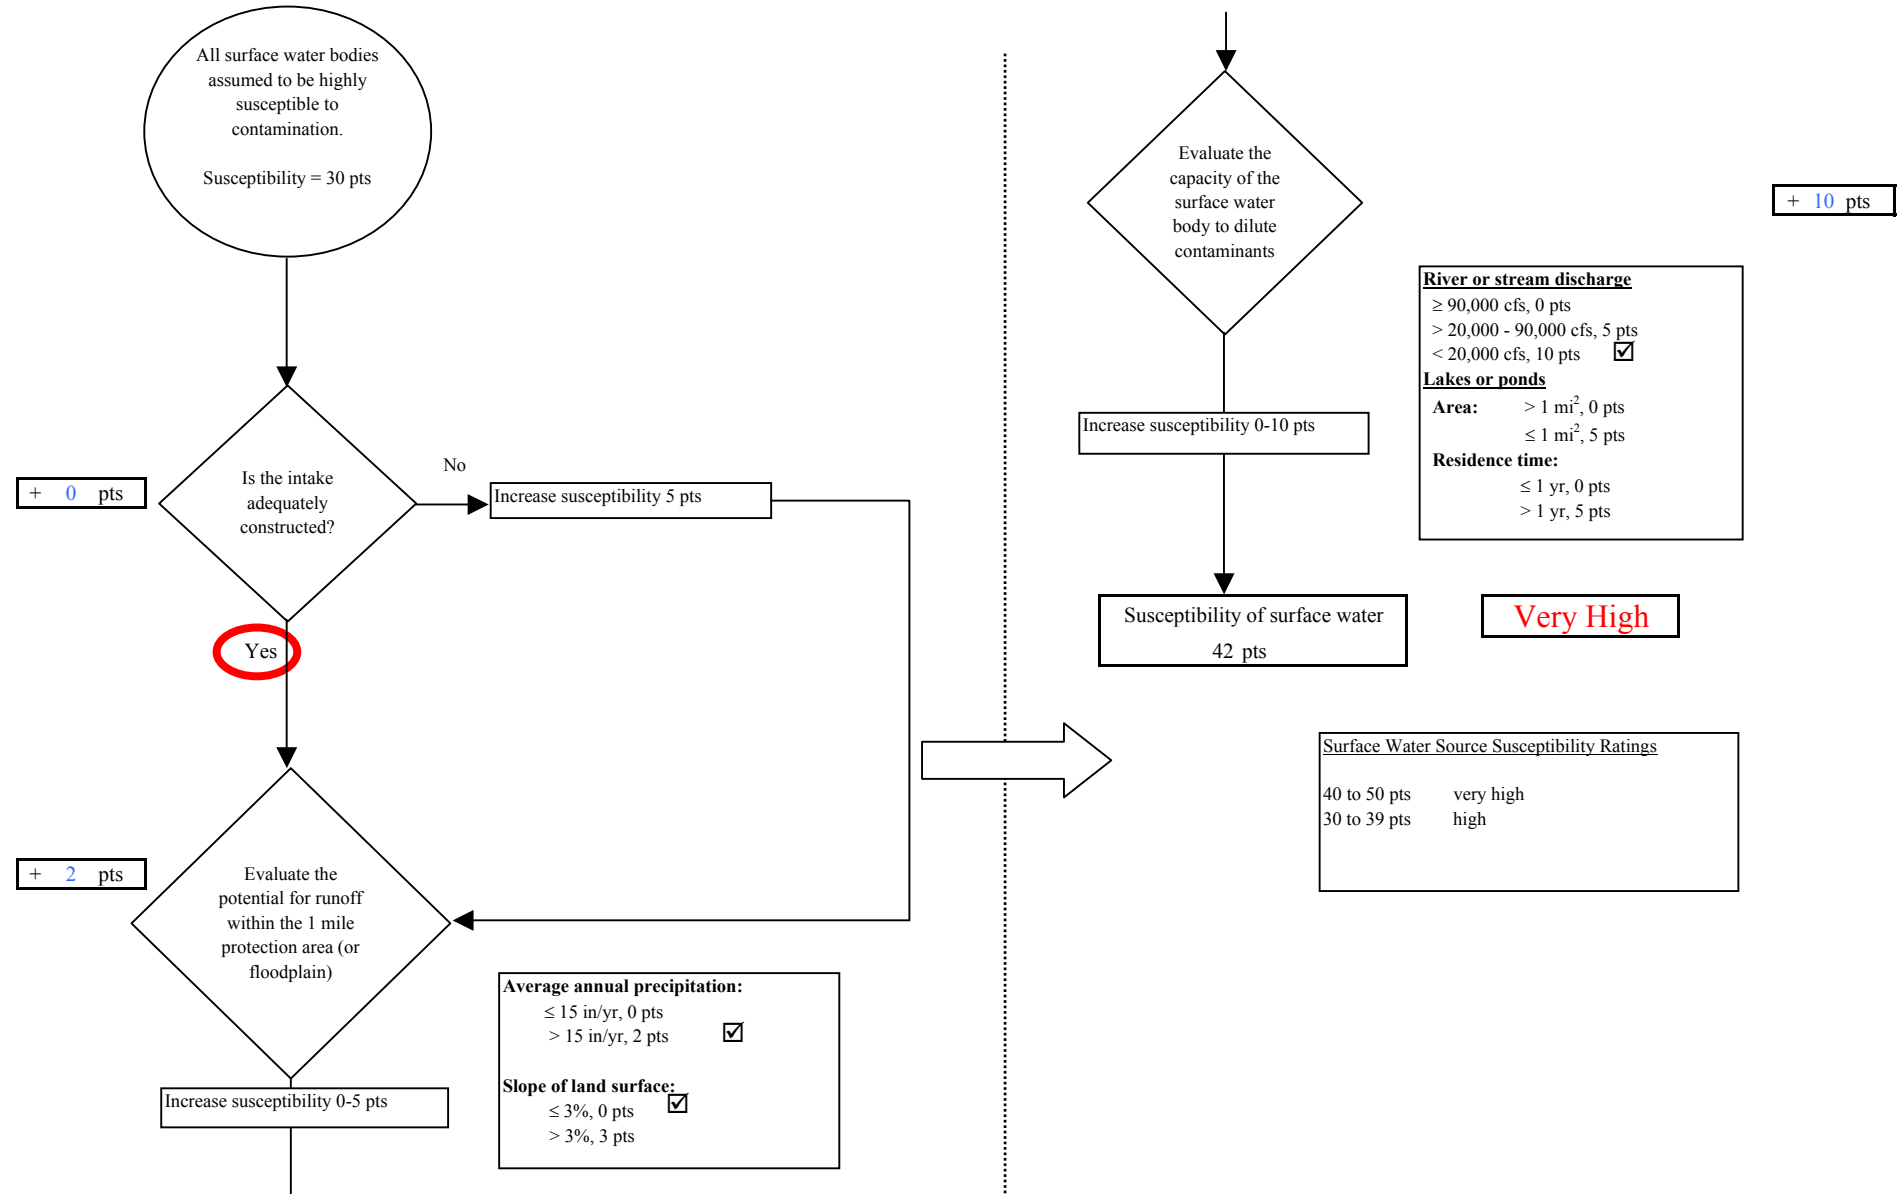 All surface water bodies
assumed to be highly
susceptible to
contamination.
Susceptibility = 30 pts
+ 0 pts
Is the intake
adequately
constructed?
No
Increase susceptibility 5 pts
Yes
+ 2 pts
Evaluate the
potential for runoff
within the 1 mile
protection area (or
floodplain)
Average annual precipitation:
≤ 15 in/yr, 0 pts
> 15 in/yr, 2 pts ☑
Slope of land surface:
≤ 3%, 0 pts ☑
> 3%, 3 pts
Increase susceptibility 0-5 pts
Evaluate the
capacity of the
surface water
body to dilute
contaminants
+ 10 pts
River or stream discharge
≥ 90,000 cfs, 0 pts
> 20,000 - 90,000 cfs, 5 pts
< 20,000 cfs, 10 pts ☑
Lakes or ponds
Area: > 1 mi², 0 pts
≤ 1 mi², 5 pts
Residence time:
≤ 1 yr, 0 pts
> 1 yr, 5 pts
Increase susceptibility 0-10 pts
Susceptibility of surface water
42 pts
Very High
Surface Water Source Susceptibility Ratings
40 to 50 pts very high
30 to 39 pts high